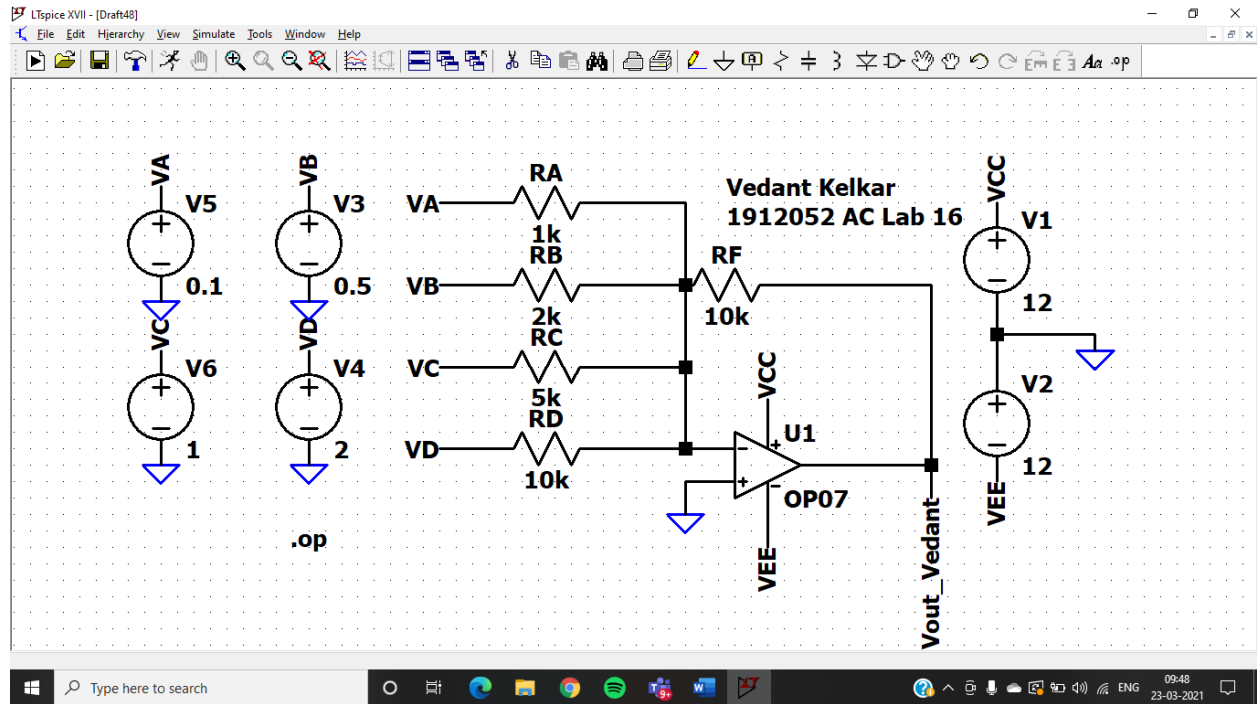 LTspice XVII - [Draft48]
File Edit Hierarchy View Simulate Tools Window Help
Aa .op
VA
V5
0.1
VB
V3
0.5
VC
V6
1
VD
V4
2
.op
VA
RA
1k
VB
RB
2k
VC
RC
5k
VD
RD
10k
RF
10k
Vedant Kelkar
1912052 AC Lab 16
VCC
U1
OP07
VEE
Vout_Vedant
VCC
V1
12
V2
12
VEE
Type here to search
9+
W
ENG
09:48
23-03-2021